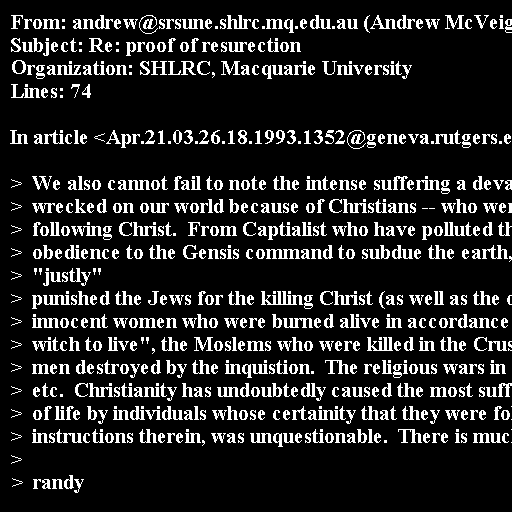 From: andrew@srsune.shlrc.mq.edu.au (Andrew McVeig
Subject: Re: proof of resurection
Organization: SHLRC, Macquarie University
Lines: 74
In article <Apr.21.03.26.18.1993.1352@geneva.rutgers.e
> We also cannot fail to note the intense suffering a deva
> wrecked on our world because of Christians -- who wer
> following Christ. From Captialist who have polluted th
> obedience to the Gensis command to subdue the earth,
> "justly"
> punished the Jews for the killing Christ (as well as the o
> innocent women who were burned alive in accordance
> witch to live", the Moslems who were killed in the Crus
> men destroyed by the inquistion. The religious wars in
> etc. Christianity has undoubtedly caused the most suff
> of life by individuals whose certainity that they were fo
> instructions therein, was unquestionable. There is muc
>
> randy